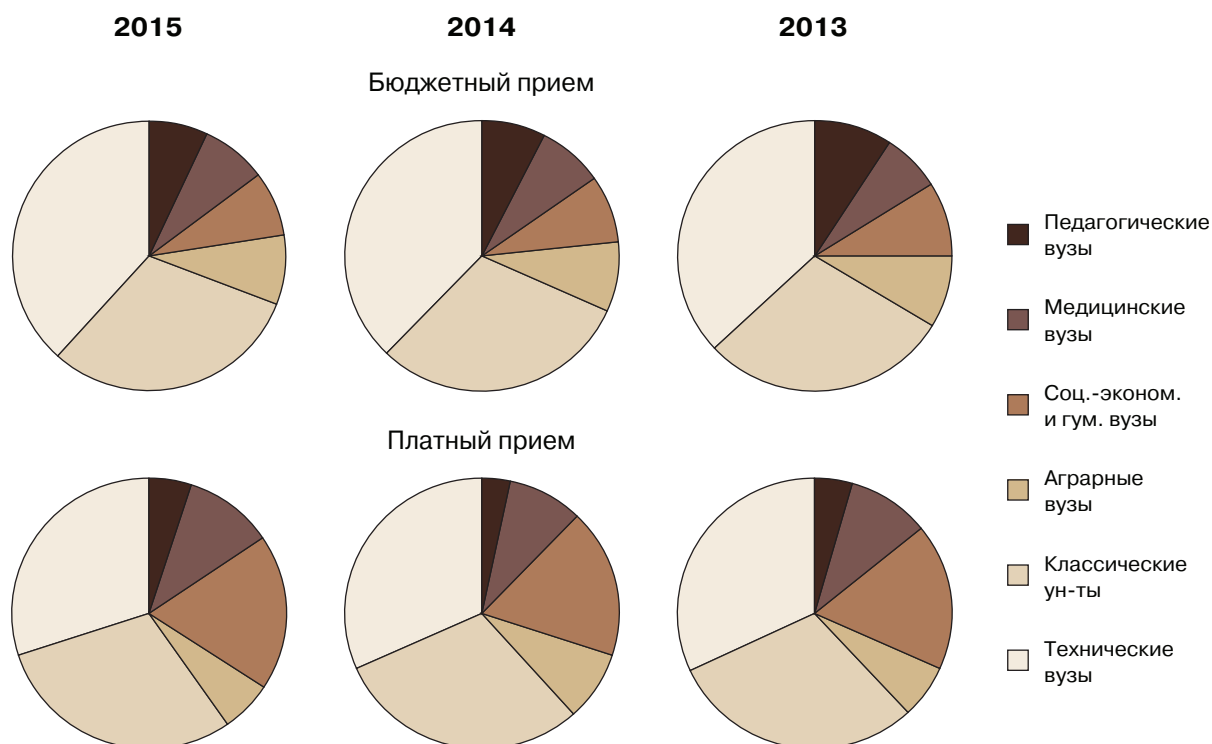 2015
2014
2013
Бюджетный прием
Платный прием
Педагогические
вузы
Медицинские
вузы
Соц.-эконом.
и гум. вузы
Аграрные
вузы
Классические
ун-ты
Технические
вузы